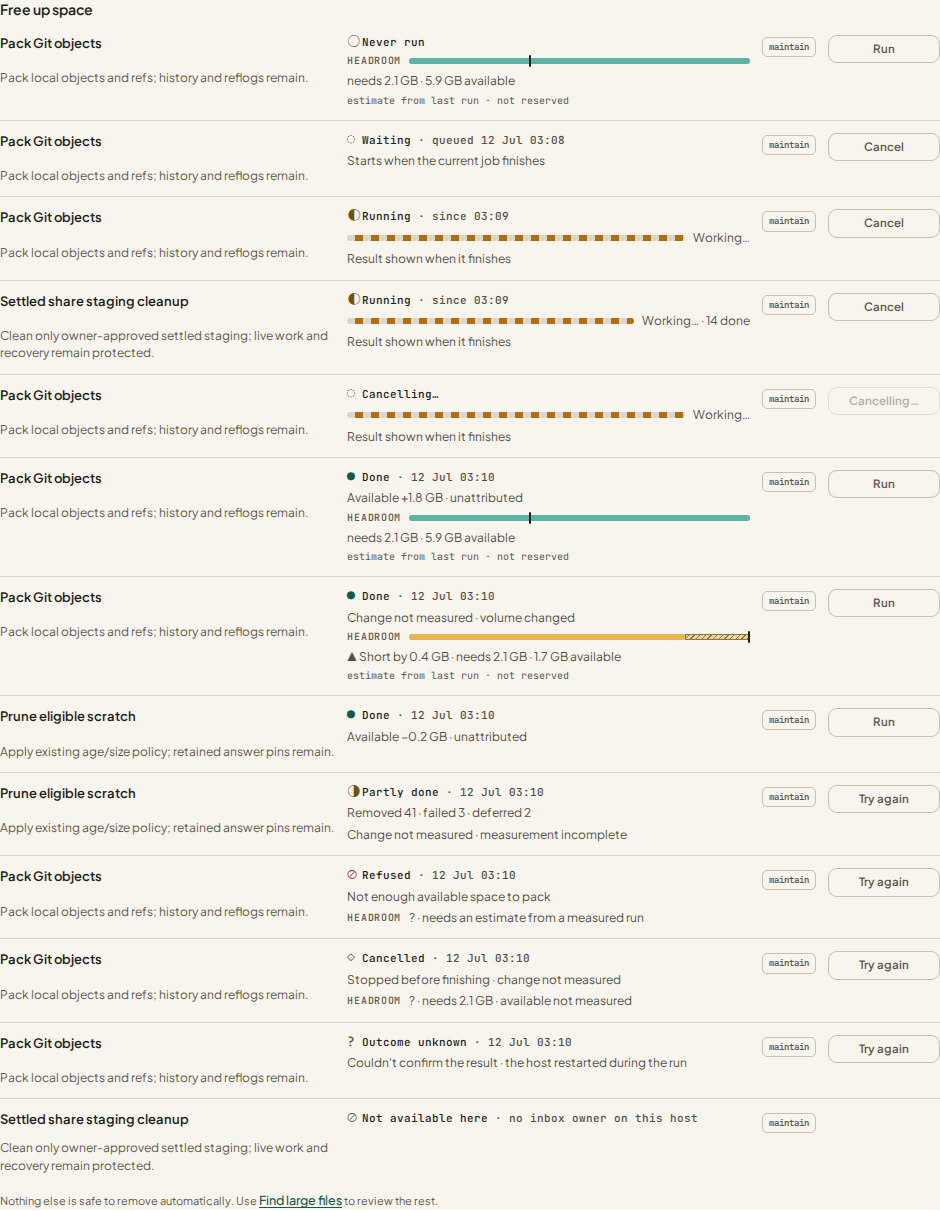 Free up space
Pack Git objects
Never run
maintain
Run
HEADROOM
Pack local objects and refs; history and reflogs remain.
needs 2.1 GB · 5.9 GB available
estimate from last run · not reserved
Pack Git objects
Waiting · queued 12 Jul 03:08
maintain
Cancel
Starts when the current job finishes
Pack local objects and refs; history and reflogs remain.
Pack Git objects
Running · since 03:09
maintain
Cancel
Working…
Pack local objects and refs; history and reflogs remain.
Result shown when it finishes
Settled share staging cleanup
Running · since 03:09
maintain
Cancel
Working… · 14 done
Clean only owner-approved settled staging; live work and
recovery remain protected.
Result shown when it finishes
Pack Git objects
Cancelling…
maintain
Cancelling…
Working…
Pack local objects and refs; history and reflogs remain.
Result shown when it finishes
Pack Git objects
Done · 12 Jul 03:10
maintain
Run
Available +1.8 GB · unattributed
Pack local objects and refs; history and reflogs remain.
HEADROOM
needs 2.1 GB · 5.9 GB available
estimate from last run · not reserved
Pack Git objects
Done · 12 Jul 03:10
maintain
Run
Change not measured · volume changed
Pack local objects and refs; history and reflogs remain.
HEADROOM
▲ Short by 0.4 GB · needs 2.1 GB · 1.7 GB available
estimate from last run · not reserved
Prune eligible scratch
Done · 12 Jul 03:10
maintain
Run
Available −0.2 GB · unattributed
Apply existing age/size policy; retained answer pins remain.
Prune eligible scratch
Partly done · 12 Jul 03:10
maintain
Try again
Removed 41 · failed 3 · deferred 2
Apply existing age/size policy; retained answer pins remain.
Change not measured · measurement incomplete
Pack Git objects
Refused · 12 Jul 03:10
maintain
Try again
Not enough available space to pack
Pack local objects and refs; history and reflogs remain.
HEADROOM ? · needs an estimate from a measured run
Pack Git objects
Cancelled · 12 Jul 03:10
maintain
Try again
Stopped before finishing · change not measured
Pack local objects and refs; history and reflogs remain.
HEADROOM ? · needs 2.1 GB · available not measured
Pack Git objects
? Outcome unknown · 12 Jul 03:10
maintain
Try again
Couldn't confirm the result · the host restarted during the run
Pack local objects and refs; history and reflogs remain.
Settled share staging cleanup
Not available here · no inbox owner on this host
maintain
Clean only owner-approved settled staging; live work and
recovery remain protected.
Nothing else is safe to remove automatically. Use Find large files to review the rest.